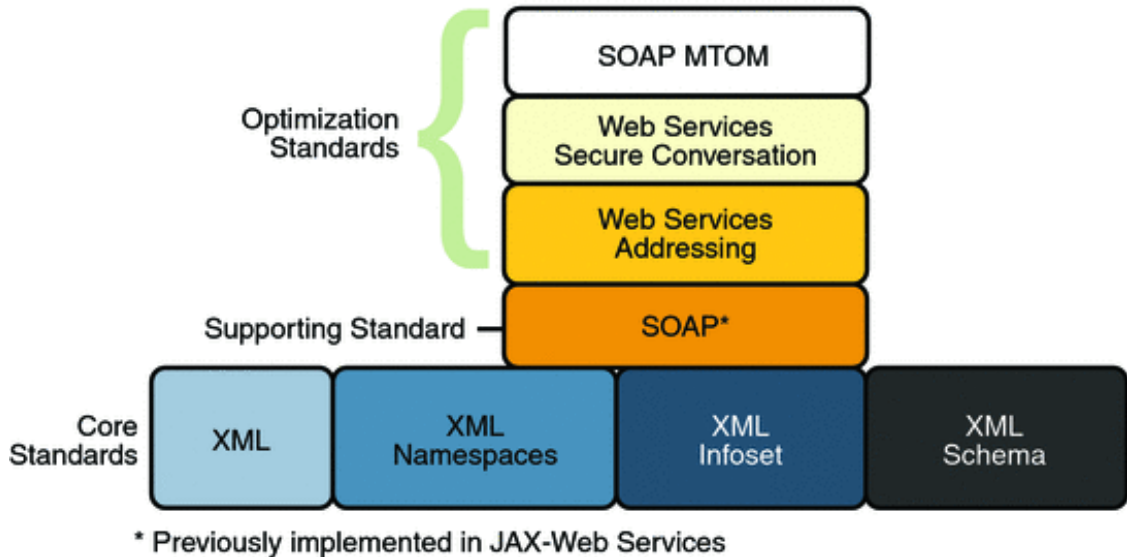 SOAP MTOM
Optimization
Standards
Web Services
Secure Conversation
Web Services
Addressing
Supporting Standard
SOAP*
Core
Standards
XML
XML
Namespaces
XML
Infoset
XML
Schema
* Previously implemented in JAX-Web Services